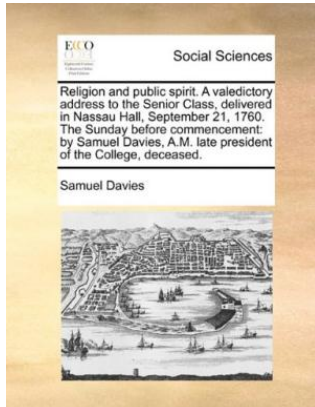 ECCO
Social Sciences
Religion and public spirit. A valedictory
address to the Senior Class, delivered
in Nassau Hall, September 21, 1760.
The Sunday before commencement:
by Samuel Davies, A.M. late president
of the College, deceased.
Samuel Davies